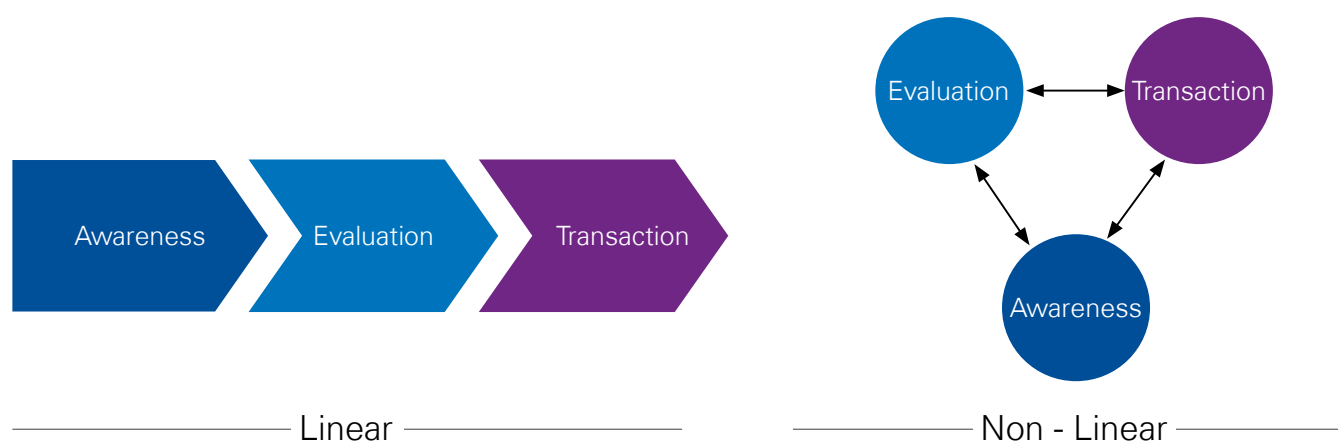 Awareness
Evaluation
Transaction
Linear
Evaluation
Transaction
Awareness
Non - Linear